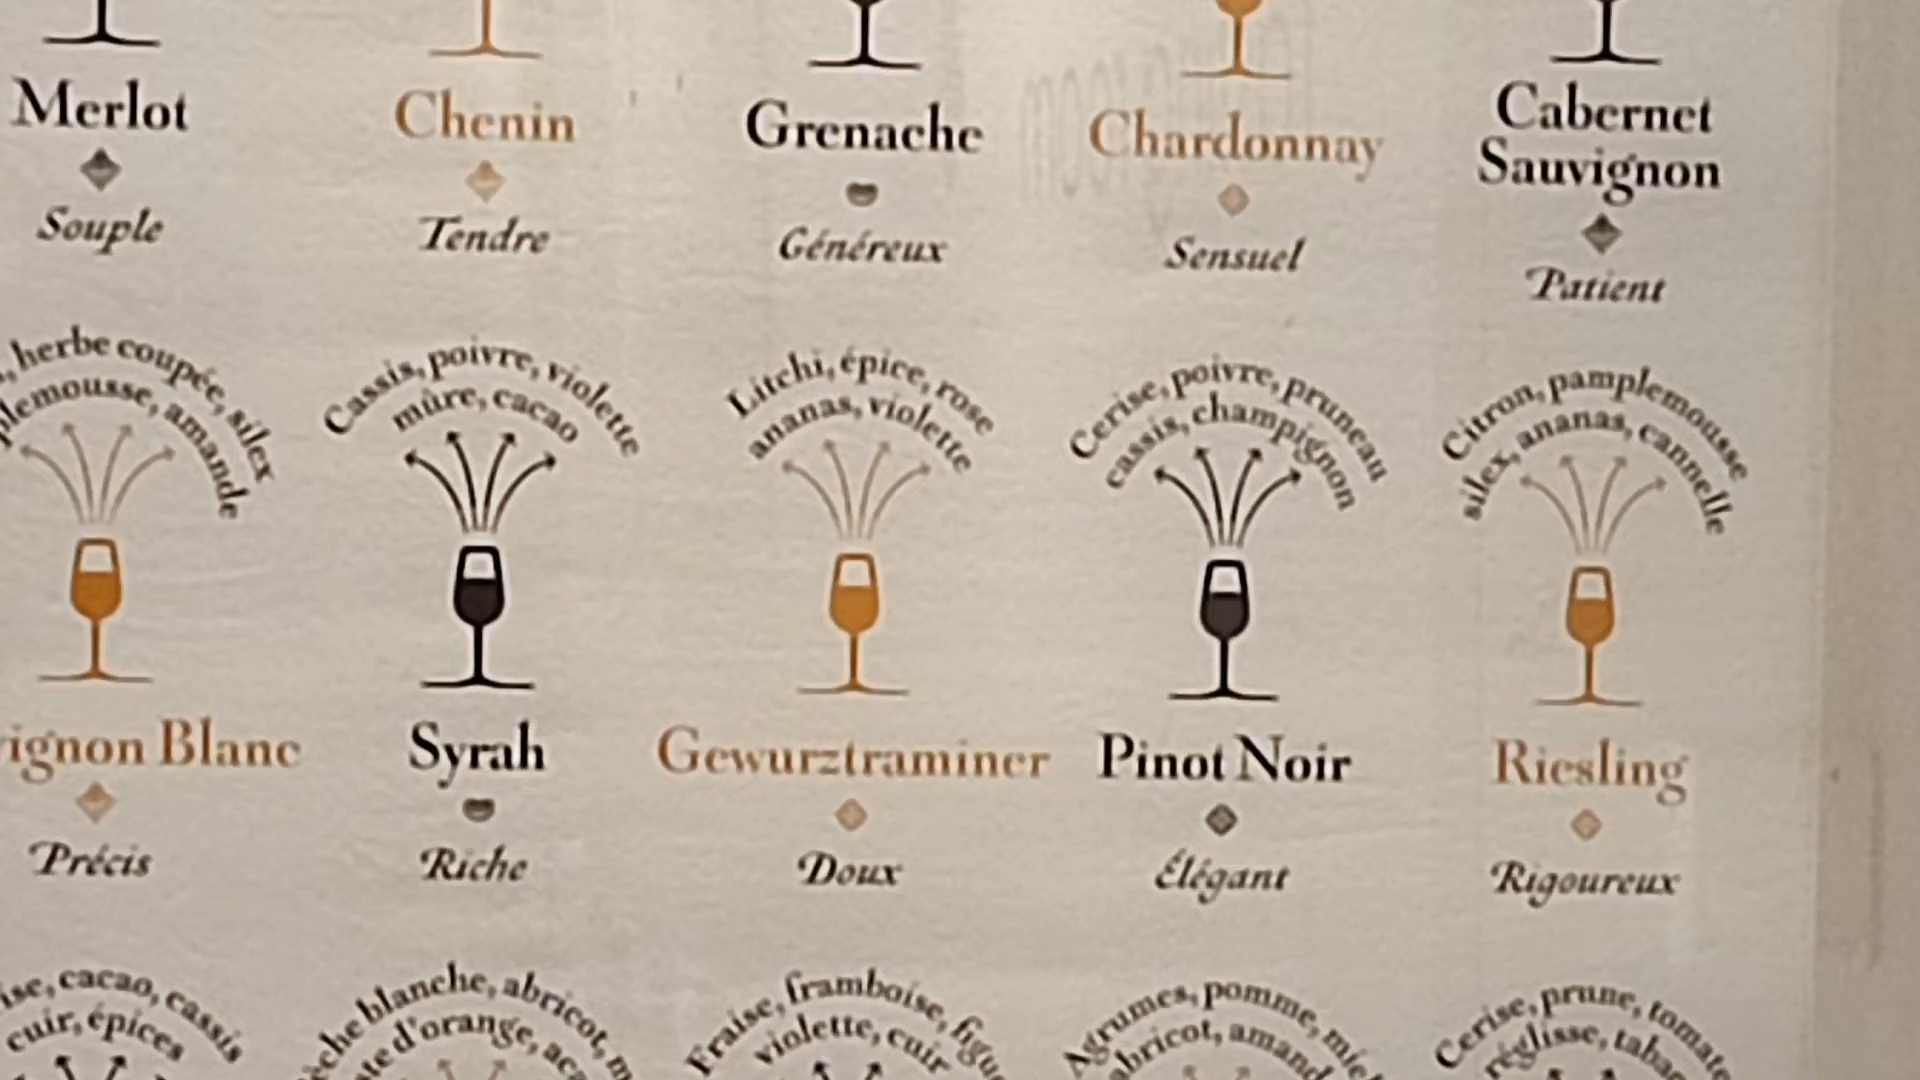 Merlot
Souple
Chenin
Tendre
Grenache
Généreux
Chardonnay
Sensuel
Cabernet
Sauvignon
Patient
herbe coupée, silex
amande
Blanc
Précis
Cassis, poivre, violette
mûre, cacao
Syrah
Riche
Litchi, épice, rose
ananas, violette
Gewurztraminer
Doux
Cerise, poivre, pruneau
cassis, champignon
Pinot Noir
Élégant
Citron, pamplemousse
silex, ananas, cannelle
Riesling
Rigoureux
cacao, cassis
cuir, épices
blanche, abricot,
d'orange,
Fraise, framboise,
violette, cuir
Agrumes, pomme,
Cerise, prune, tomate
réglisse,